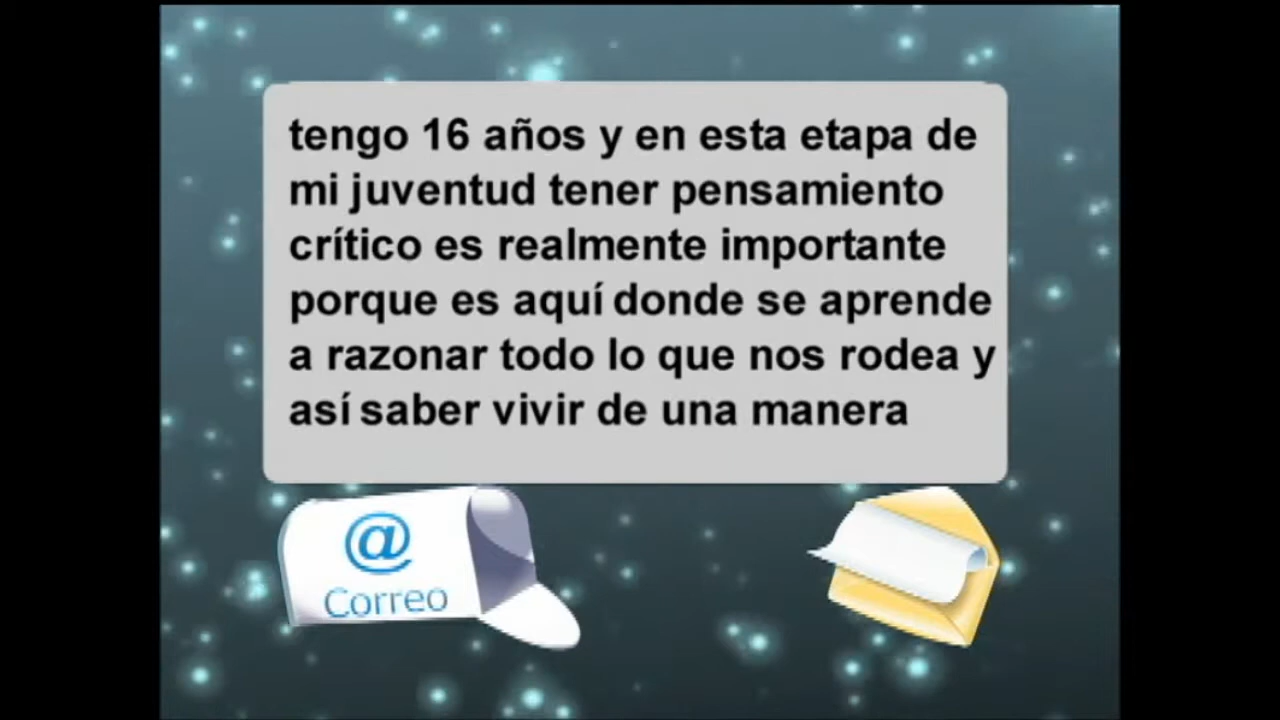 tengo 16 años y en esta etapa de
mi juventud tener pensamiento
crítico es realmente importante
porque es aquí donde se aprende
a razonar todo lo que nos rodea y
así saber vivir de una manera
@
Correo